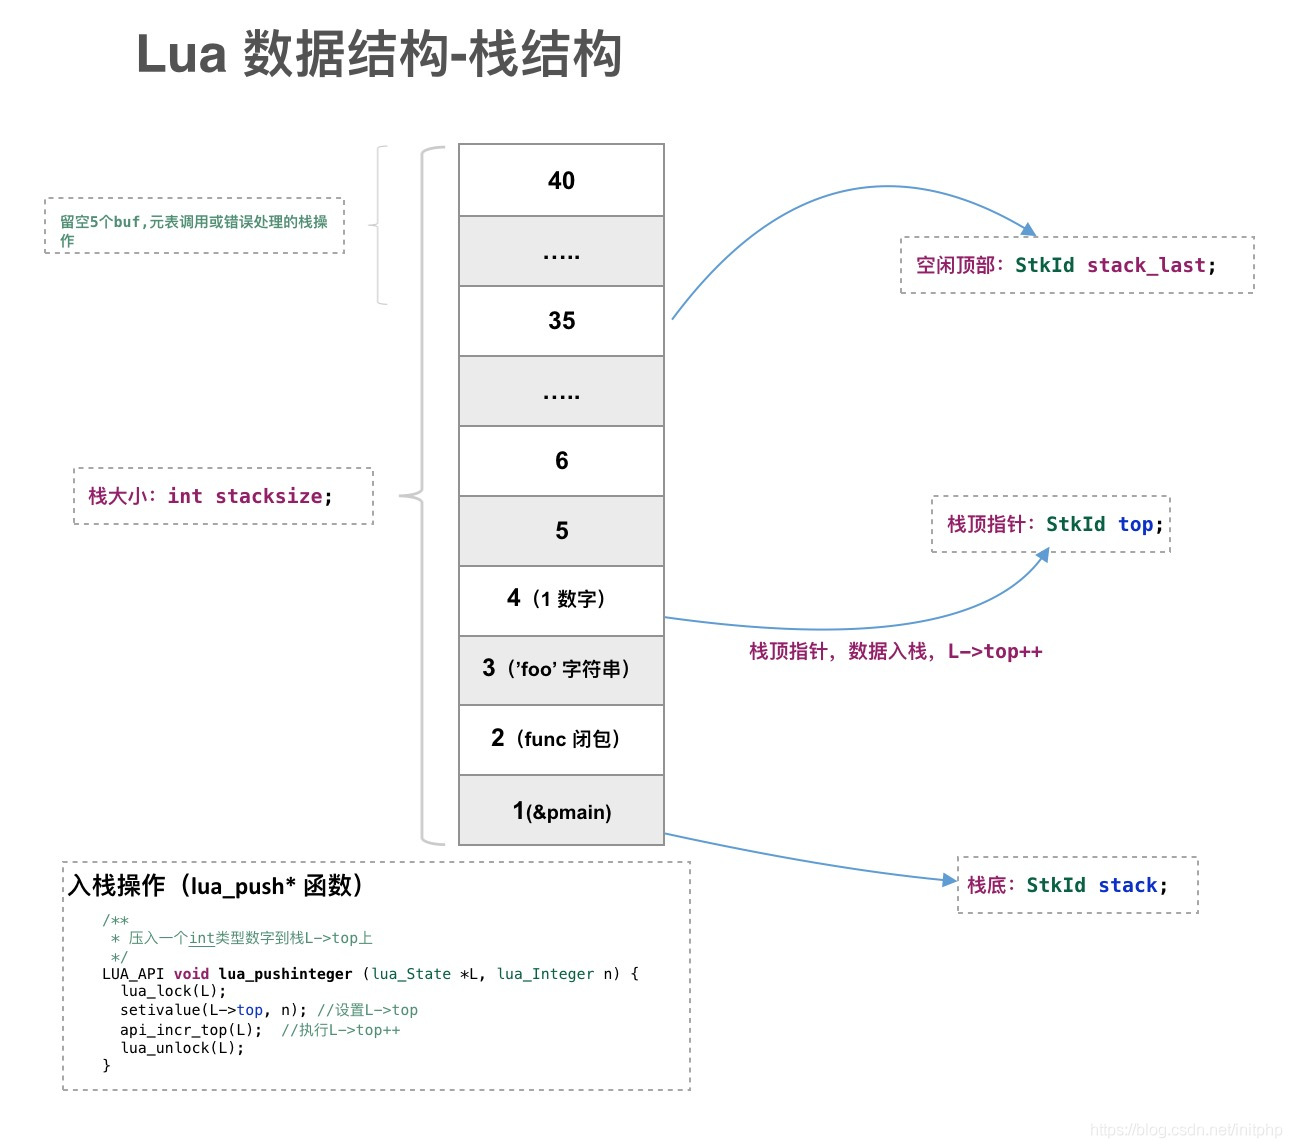 Lua 数据结构-栈结构
40
留空5个buf,元表调用或错误处理的栈操
作
.....
空闲顶部：StkId stack_last;
35
.....
6
栈大小：int stacksize;
5
栈顶指针：StkId top;
4（1 数字）
栈顶指针，数据入栈，L->top++
3（’foo’ 字符串）
2（func 闭包）
1(&pmain)
栈底：StkId stack;
入栈操作（lua_push* 函数）
/**
* 压入一个int类型数字到栈L->top上
*/
LUA_API void lua_pushinteger (lua_State *L, lua_Integer n) {
lua_lock(L);
setivalue(L->top, n); //设置L->top
api_incr_top(L); //执行L->top++
lua_unlock(L);
}
https://blog.csdn.net/initphp